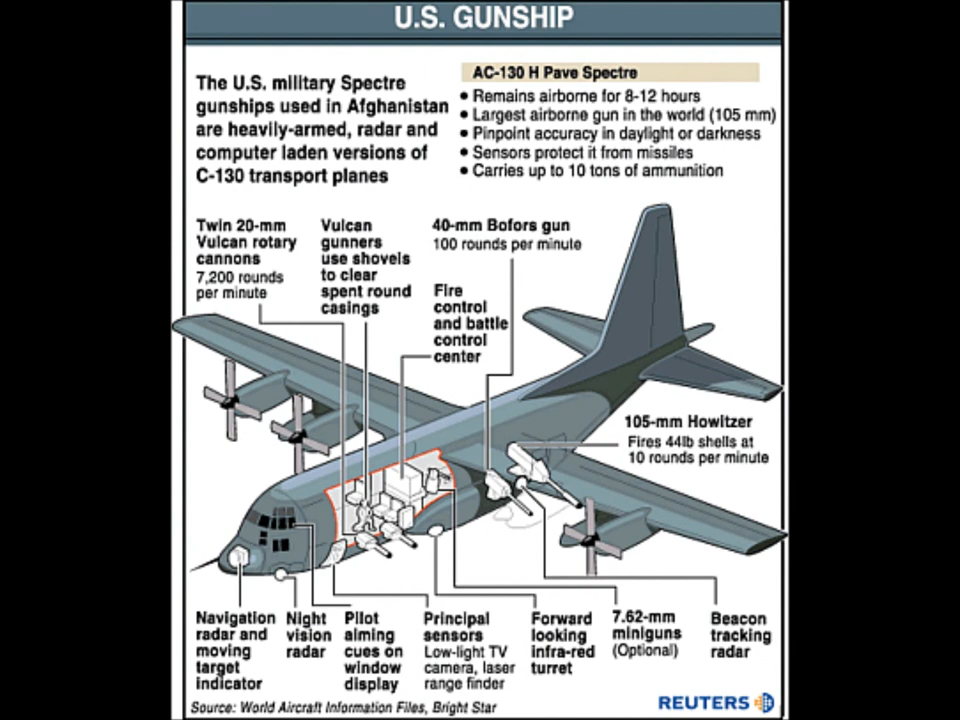 U.S. GUNSHIP
The U.S. military Spectre
gunships used in Afghanistan
are heavily-armed, radar and
computer laden versions of
C-130 transport planes
AC-130 H Pave Spectre
• Remains airborne for 8-12 hours
• Largest airborne gun in the world (105 mm)
• Pinpoint accuracy in daylight or darkness
• Sensors protect it from missiles
• Carries up to 10 tons of ammunition
Twin 20-mm
Vulcan rotary
cannons
7,200 rounds
per minute
Vulcan
gunners
use shovels
to clear
spent round
casings
40-mm Bofors gun
100 rounds per minute
Fire
control
and battle
control
center
105-mm Howitzer
Fires 44lb shells at
10 rounds per minute
Navigation
radar and
moving
target
indicator
Night
vision
radar
Pilot
aiming
cues on
window
display
Principal
sensors
Low-light TV
camera, laser
range finder
Forward
looking
infra-red
turret
7.62-mm
miniguns
(Optional)
Beacon
tracking
radar
Source: World Aircraft Information Files, Bright Star
REUTERS